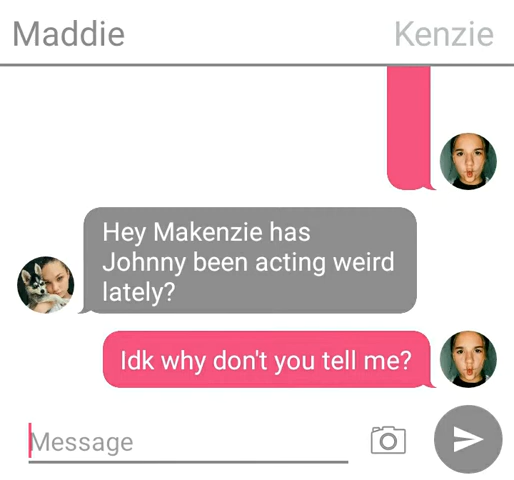 Maddie Kenzie
Hey Makenzie has
Johnny been acting weird
lately?
Idk why don't you tell me?
Message